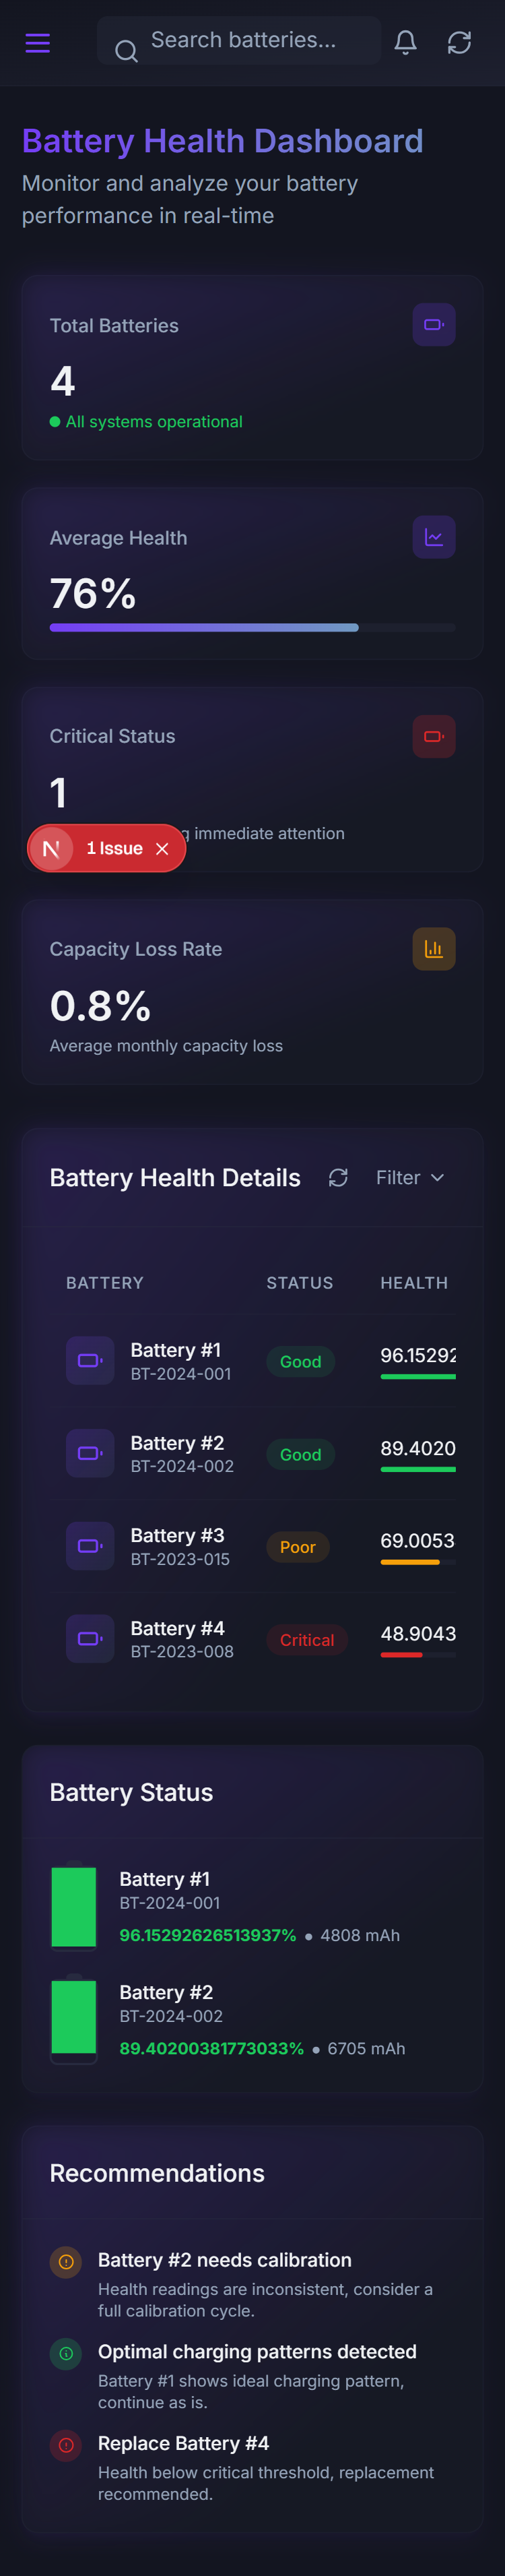 Search batteries...
Battery Health Dashboard
Monitor and analyze your battery
performance in real-time
Total Batteries
4
All systems operational
Average Health
76%
Critical Status
1
immediate attention
N 1 Issue
Capacity Loss Rate
0.8%
Average monthly capacity loss
Battery Health Details Filter
BATTERY STATUS HEALTH
Battery #1 Good 96.15292
BT-2024-001
Battery #2 Good 89.4020
BT-2024-002
Battery #3 Poor 69.0053
BT-2023-015
Battery #4 Critical 48.9043
BT-2023-008
Battery Status
Battery #1
BT-2024-001
96.15292626513937% ● 4808 mAh
Battery #2
BT-2024-002
89.40200381773033% ● 6705 mAh
Recommendations
Battery #2 needs calibration
Health readings are inconsistent, consider a
full calibration cycle.
Optimal charging patterns detected
Battery #1 shows ideal charging pattern,
continue as is.
Replace Battery #4
Health below critical threshold, replacement
recommended.